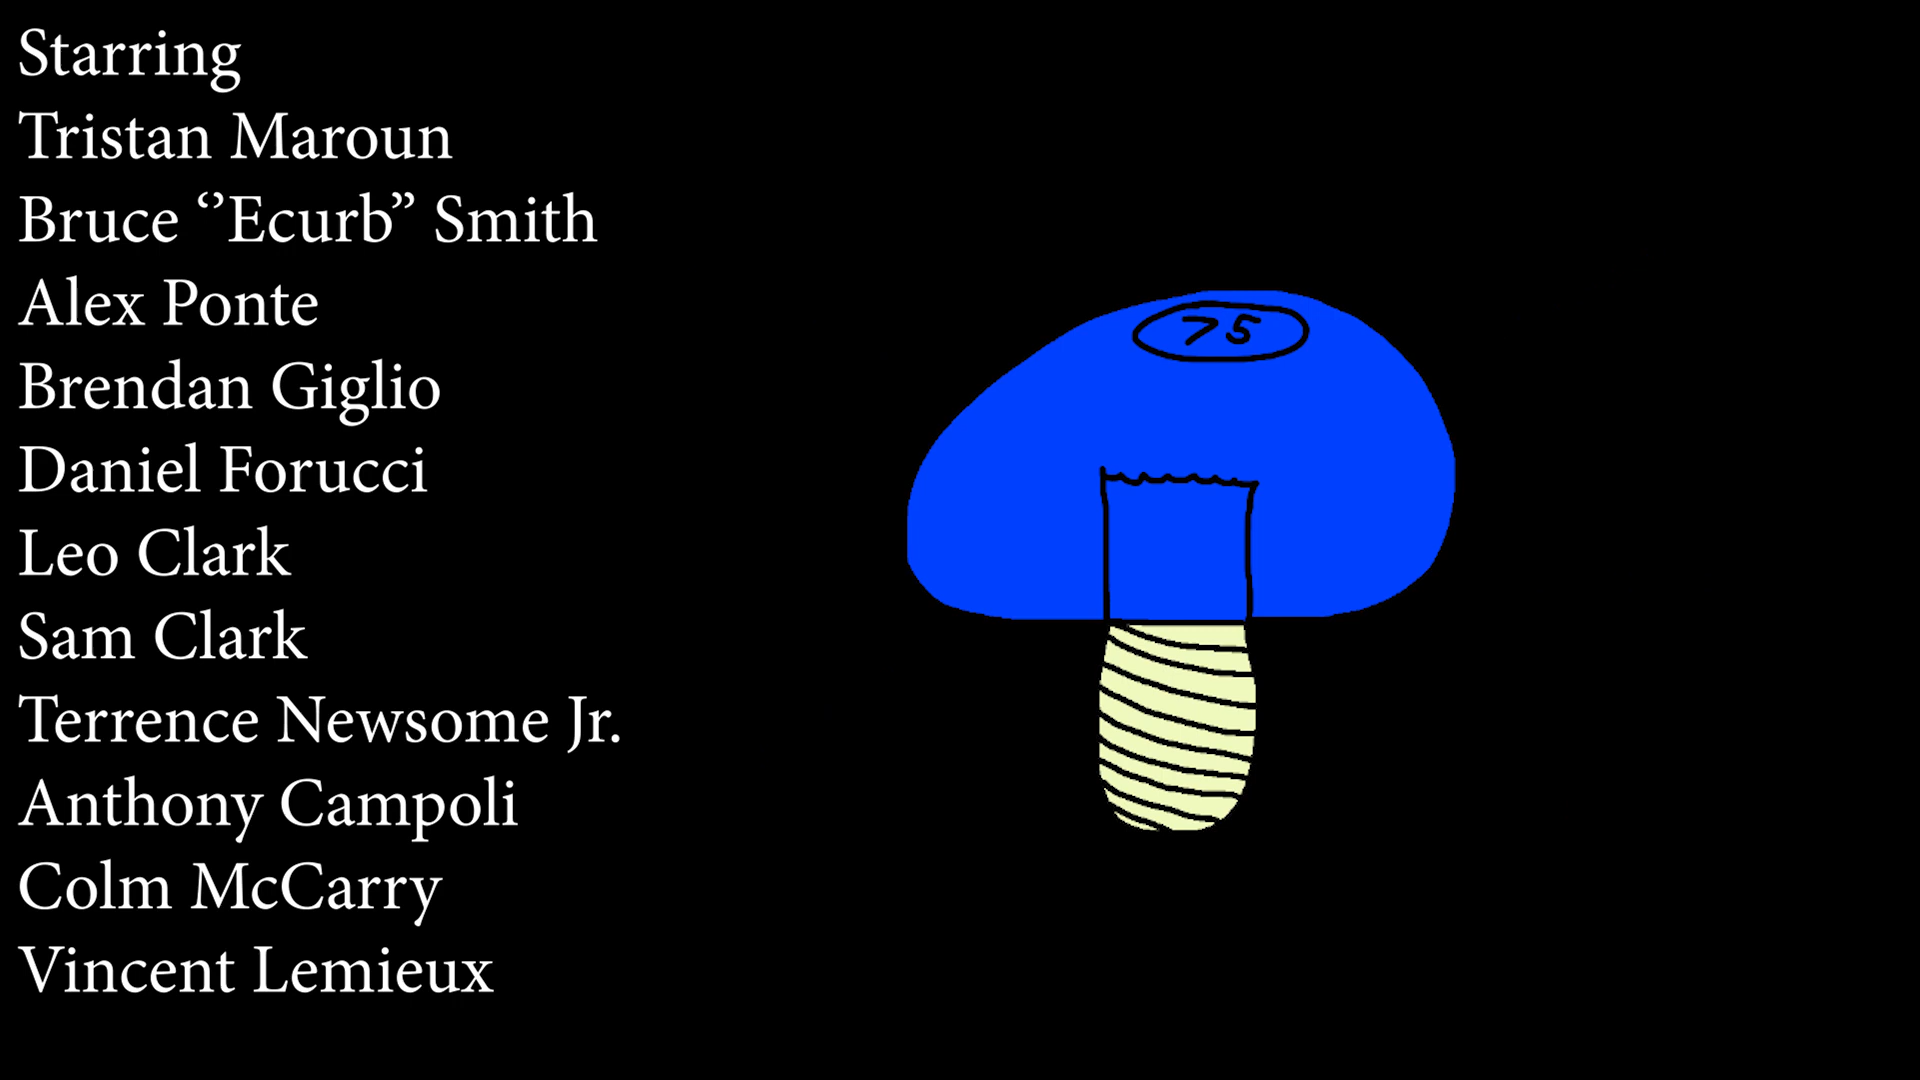 Starring
Tristan Maroun
Bruce ‘’Ecurb” Smith
Alex Ponte
Brendan Giglio
Daniel Forucci
Leo Clark
Sam Clark
Terrence Newsome Jr.
Anthony Campoli
Colm McCarry
Vincent Lemieux
75